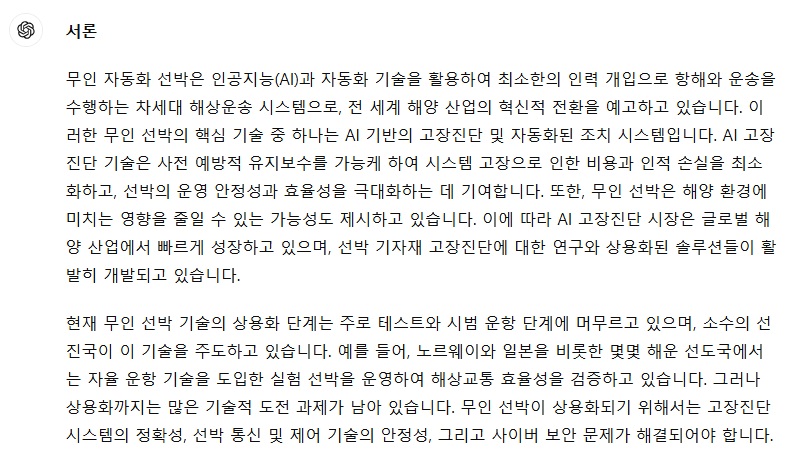 서론
무인 자동화 선박은 인공지능(AI)과 자동화 기술을 활용하여 최소한의 인력 개입으로 항해와 운송을
수행하는 차세대 해상운송 시스템으로, 전 세계 해양 산업의 혁신적 전환을 예고하고 있습니다. 이
러한 무인 선박의 핵심 기술 중 하나는 AI 기반의 고장진단 및 자동화된 조치 시스템입니다. AI 고장
진단 기술은 사전 예방적 유지보수를 가능케 하여 시스템 고장으로 인한 비용과 인적 손실을 최소
화하고, 선박의 운영 안정성과 효율성을 극대화하는 데 기여합니다. 또한, 무인 선박은 해양 환경에
미치는 영향을 줄일 수 있는 가능성도 제시하고 있습니다. 이에 따라 AI 고장진단 시장은 글로벌 해
양 산업에서 빠르게 성장하고 있으며, 선박 기자재 고장진단에 대한 연구와 상용화된 솔루션들이 활
발히 개발되고 있습니다.
현재 무인 선박 기술의 상용화 단계는 주로 테스트와 시범 운항 단계에 머무르고 있으며, 소수의 선
진국이 이 기술을 주도하고 있습니다. 예를 들어, 노르웨이와 일본을 비롯한 몇몇 해운 선도국에서
는 자율 운항 기술을 도입한 실험 선박을 운영하여 해상교통 효율성을 검증하고 있습니다. 그러나
상용화까지는 많은 기술적 도전 과제가 남아 있습니다. 무인 선박이 상용화되기 위해서는 고장진단
시스템의 정확성, 선박 통신 및 제어 기술의 안정성, 그리고 사이버 보안 문제가 해결되어야 합니다.